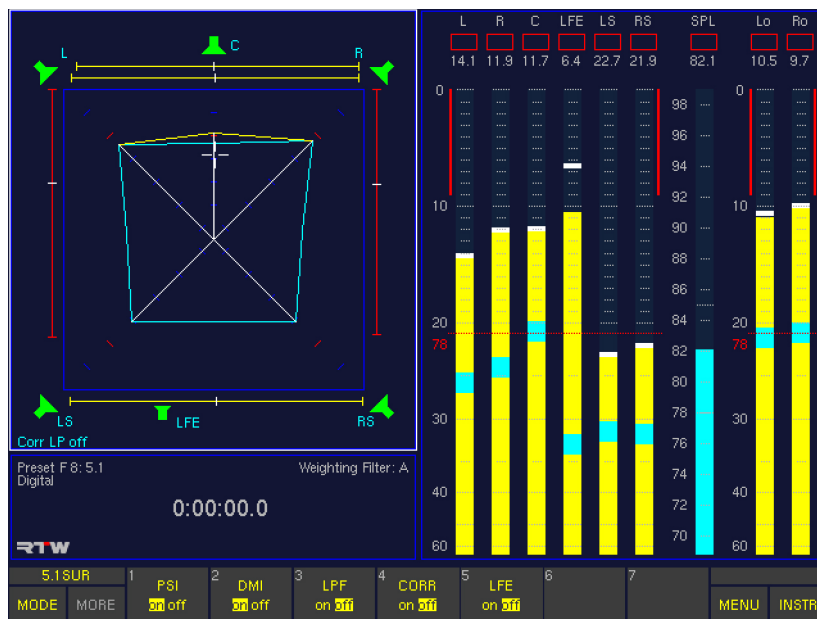 L R C LFE LS RS SPL Lo Ro
14.1 11.9 11.7 6.4 22.7 21.9 82.1 10.5 9.7
L C R
0 98 0
96
94
92
10 90 10
88
86
20 84 20
78 78
82
80
30 78 30
76
74
40 72 40
70
60 60
LS LFE RS
Corr LP off
Preset F 8: 5.1 Weighting Filter: A
Digital
0:00:00.0
RTW
5.1SUR 1 PSI 2 DMI 3 LPF 4 CORR 5 LFE 6 7
MODE MORE on off on off on off on off on off MENU INSTR